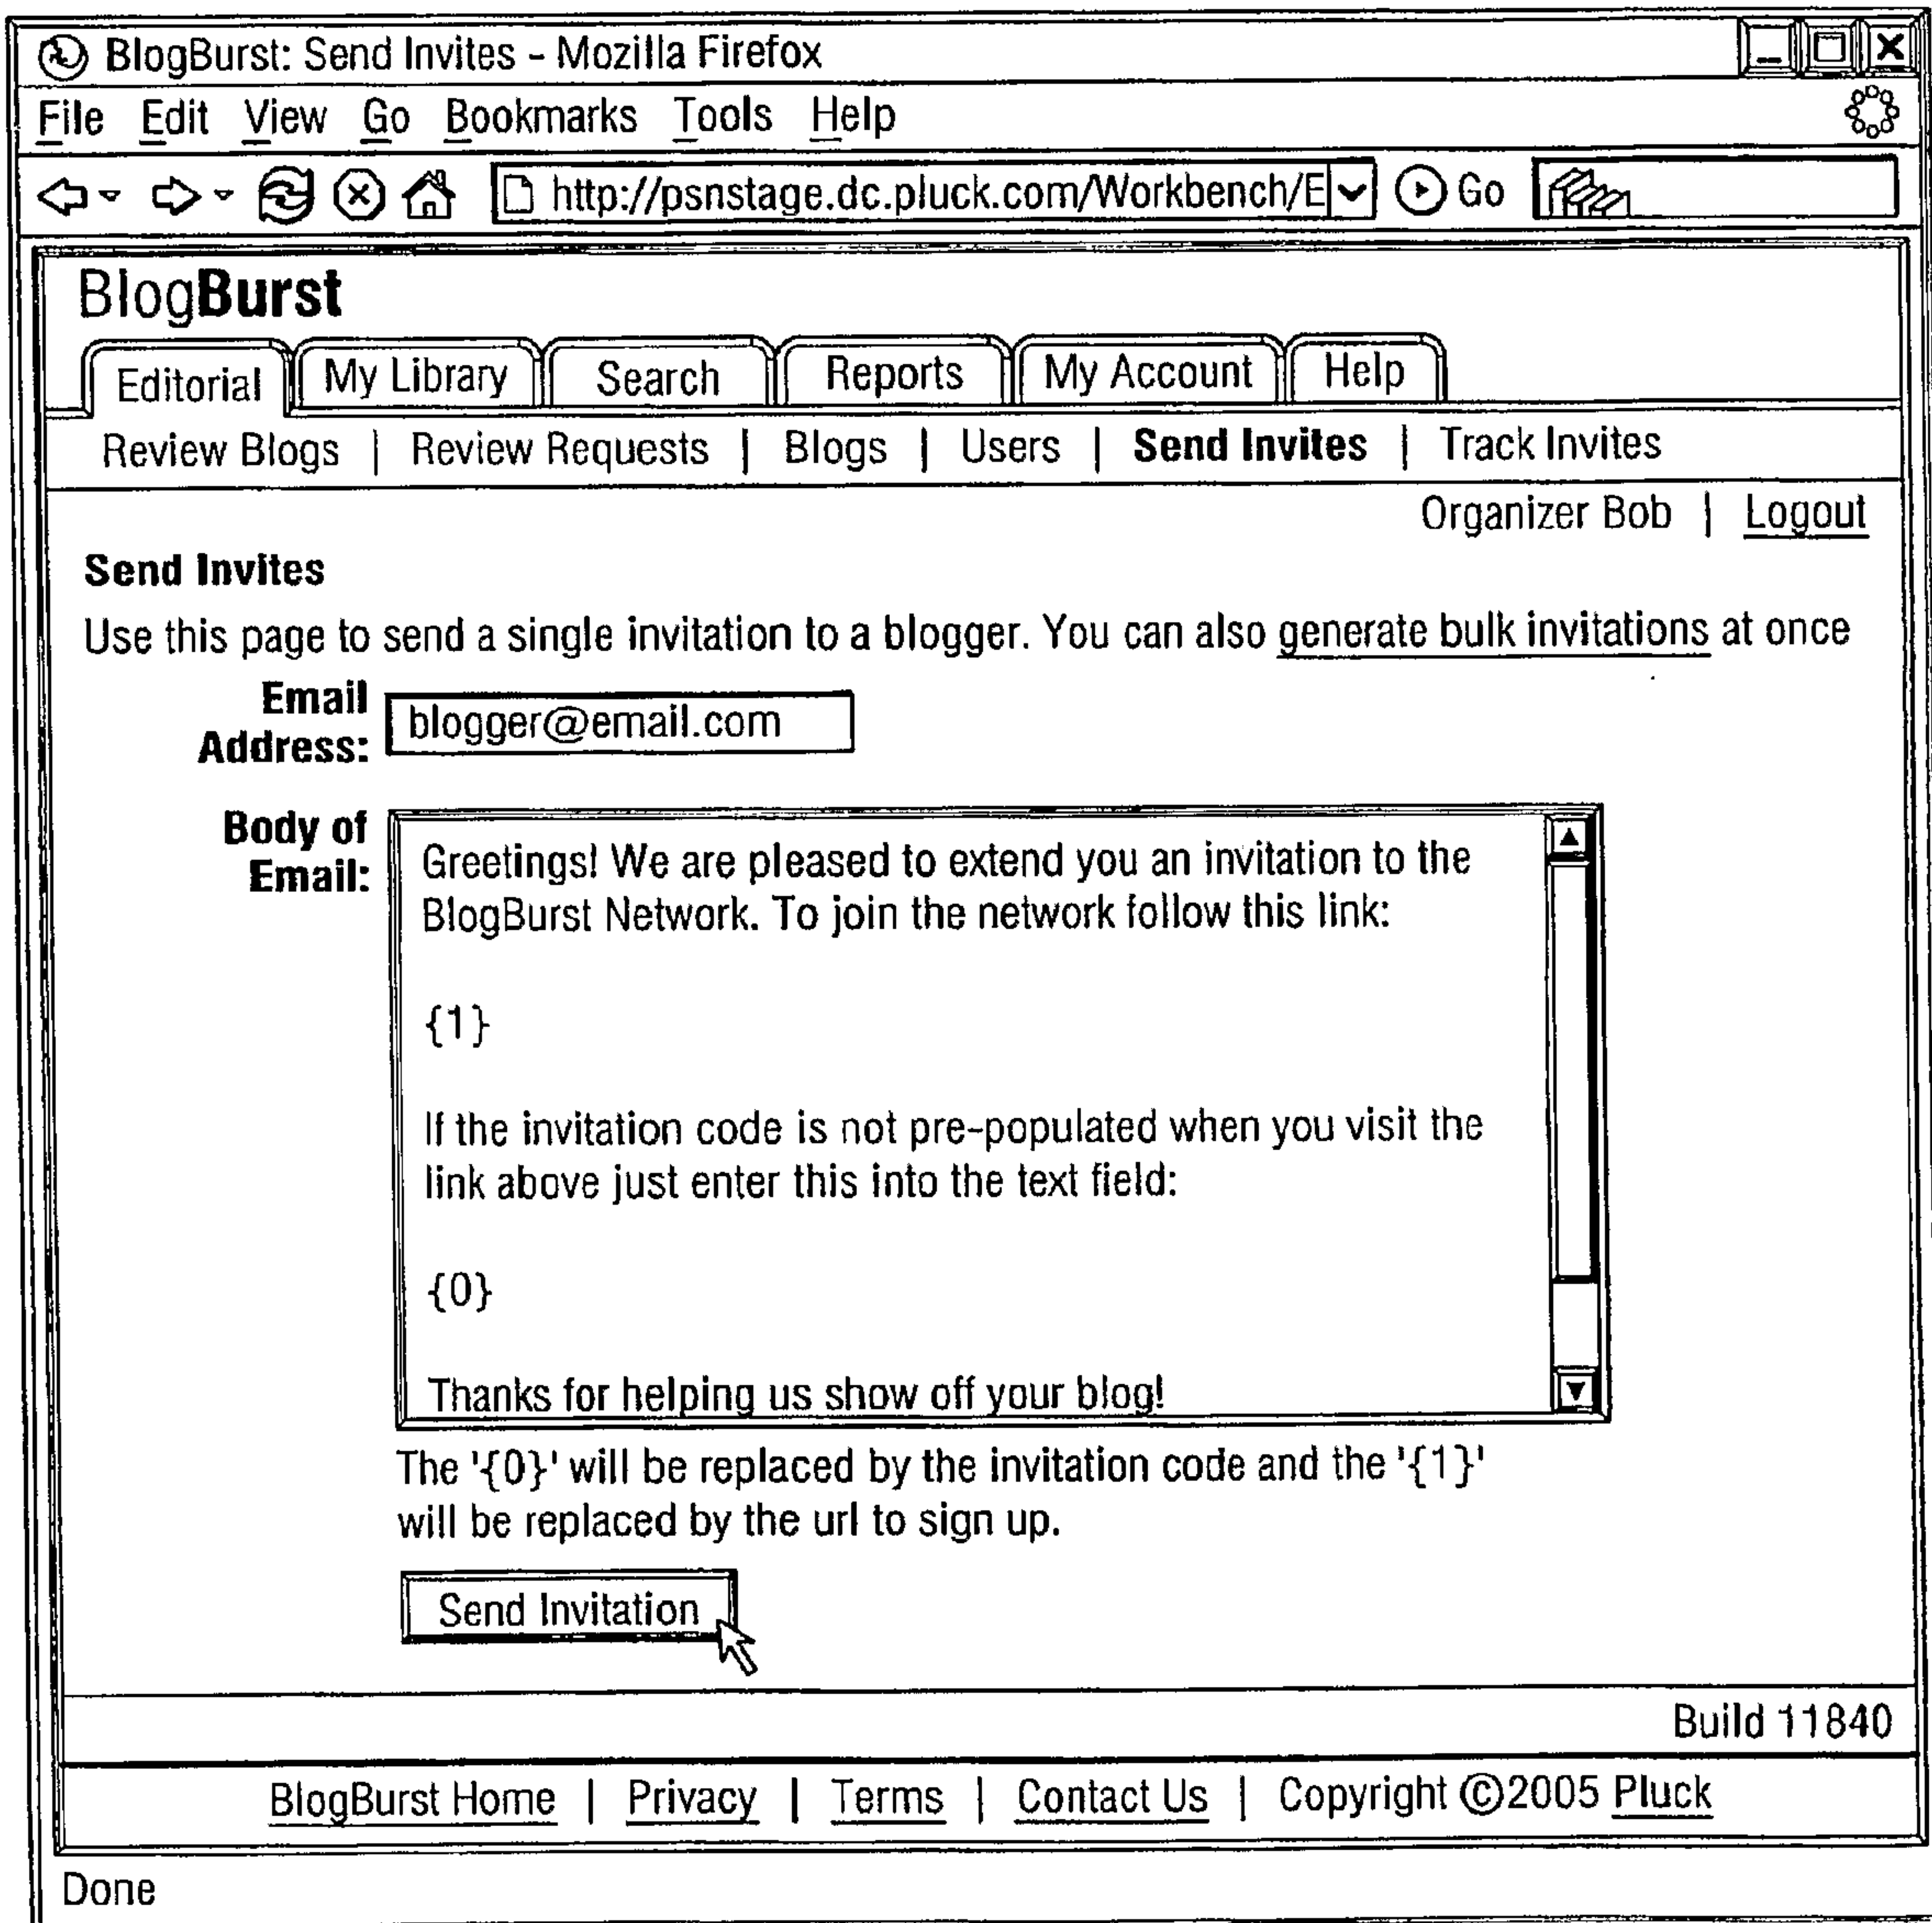 BlogBurst: Send Invites - Mozilla Firefox
File Edit View Go Bookmarks Tools Help
http://psnstage.dc.pluck.com/Workbench/E Go
BlogBurst
Editorial My Library Search Reports My Account Help
Review Blogs | Review Requests | Blogs | Users | Send Invites | Track Invites
Organizer Bob | Logout
Send Invites
Use this page to send a single invitation to a blogger. You can also generate bulk invitations at once
Email
Address: blogger@email.com
Body of
Email:
Greetings! We are pleased to extend you an invitation to the
BlogBurst Network. To join the network follow this link:
{1}
If the invitation code is not pre-populated when you visit the
link above just enter this into the text field:
{0}
Thanks for helping us show off your blog!
The '{0}' will be replaced by the invitation code and the '{1}'
will be replaced by the url to sign up.
Send Invitation
Build 11840
BlogBurst Home | Privacy | Terms | Contact Us | Copyright ©2005 Pluck
Done